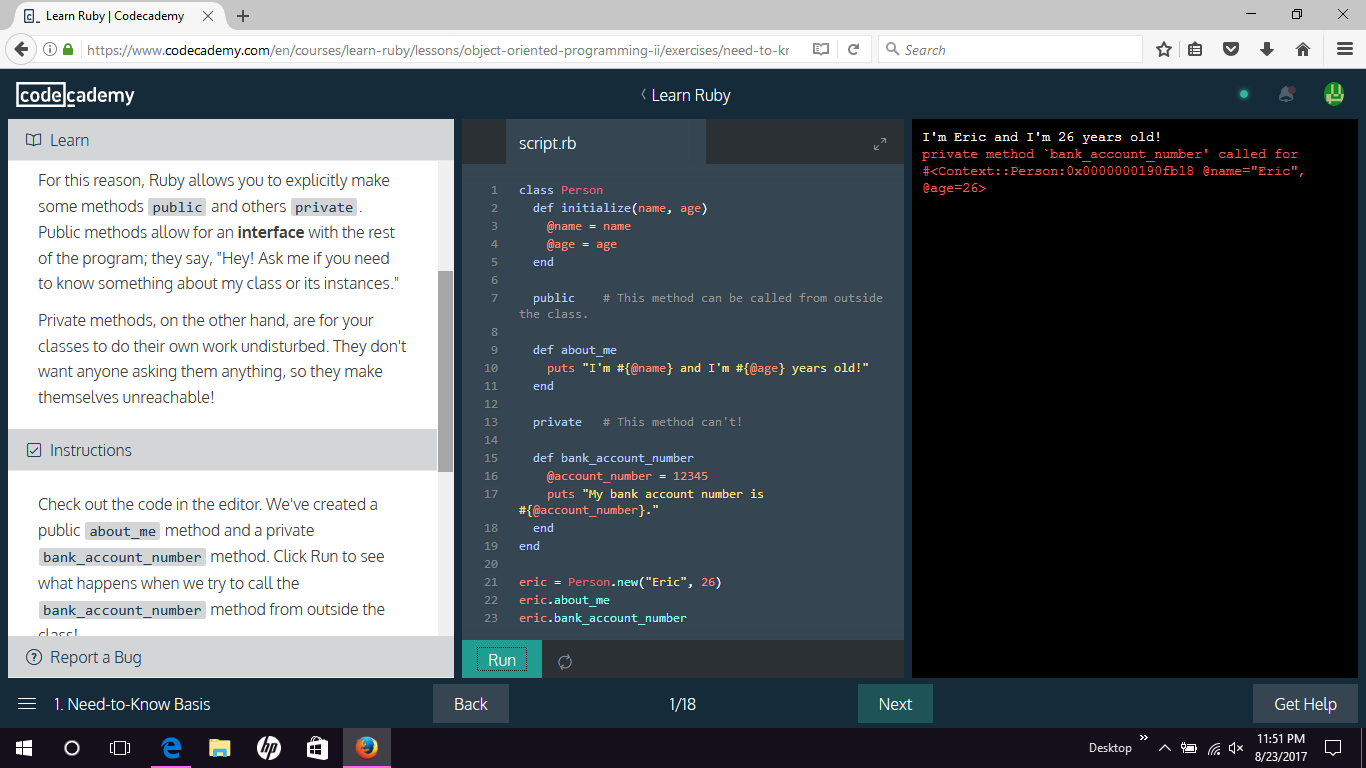 Learn Ruby | Codecademy
https://www.codecademy.com/en/courses/learn-ruby/lessons/object-oriented-programming-ii/exercises/need-to-kr
Search
codecademy
Learn Ruby
Learn
For this reason, Ruby allows you to explicitly make
some methods public and others private.
Public methods allow for an interface with the rest
of the program; they say, "Hey! Ask me if you need
to know something about my class or its instances."
Private methods, on the other hand, are for your
classes to do their own work undisturbed. They don't
want anyone asking them anything, so they make
themselves unreachable!
Instructions
Check out the code in the editor. We've created a
public about_me method and a private
bank_account_number method. Click Run to see
what happens when we try to call the
bank_account_number method from outside the
class!
Report a Bug
script.rb
1 class Person
2 def initialize(name, age)
3 @name = name
4 @age = age
5 end
6
7 public # This method can be called from outside
the class.
8
9 def about_me
10 puts "I'm #{@name} and I'm #{@age} years old!"
11 end
12
13 private # This method can't!
14
15 def bank_account_number
16 @account_number = 12345
17 puts "My bank account number is
#{@account_number}."
18 end
19 end
20
21 eric = Person.new("Eric", 26)
22 eric.about_me
23 eric.bank_account_number
Run
I'm Eric and I'm 26 years old!
private method `bank_account_number' called for
#<Context::Person:0x0000000190fb18 @name="Eric",
@age=26>
1. Need-to-Know Basis
Back
1/18
Next
Get Help
hp
Desktop
11:51 PM
8/23/2017